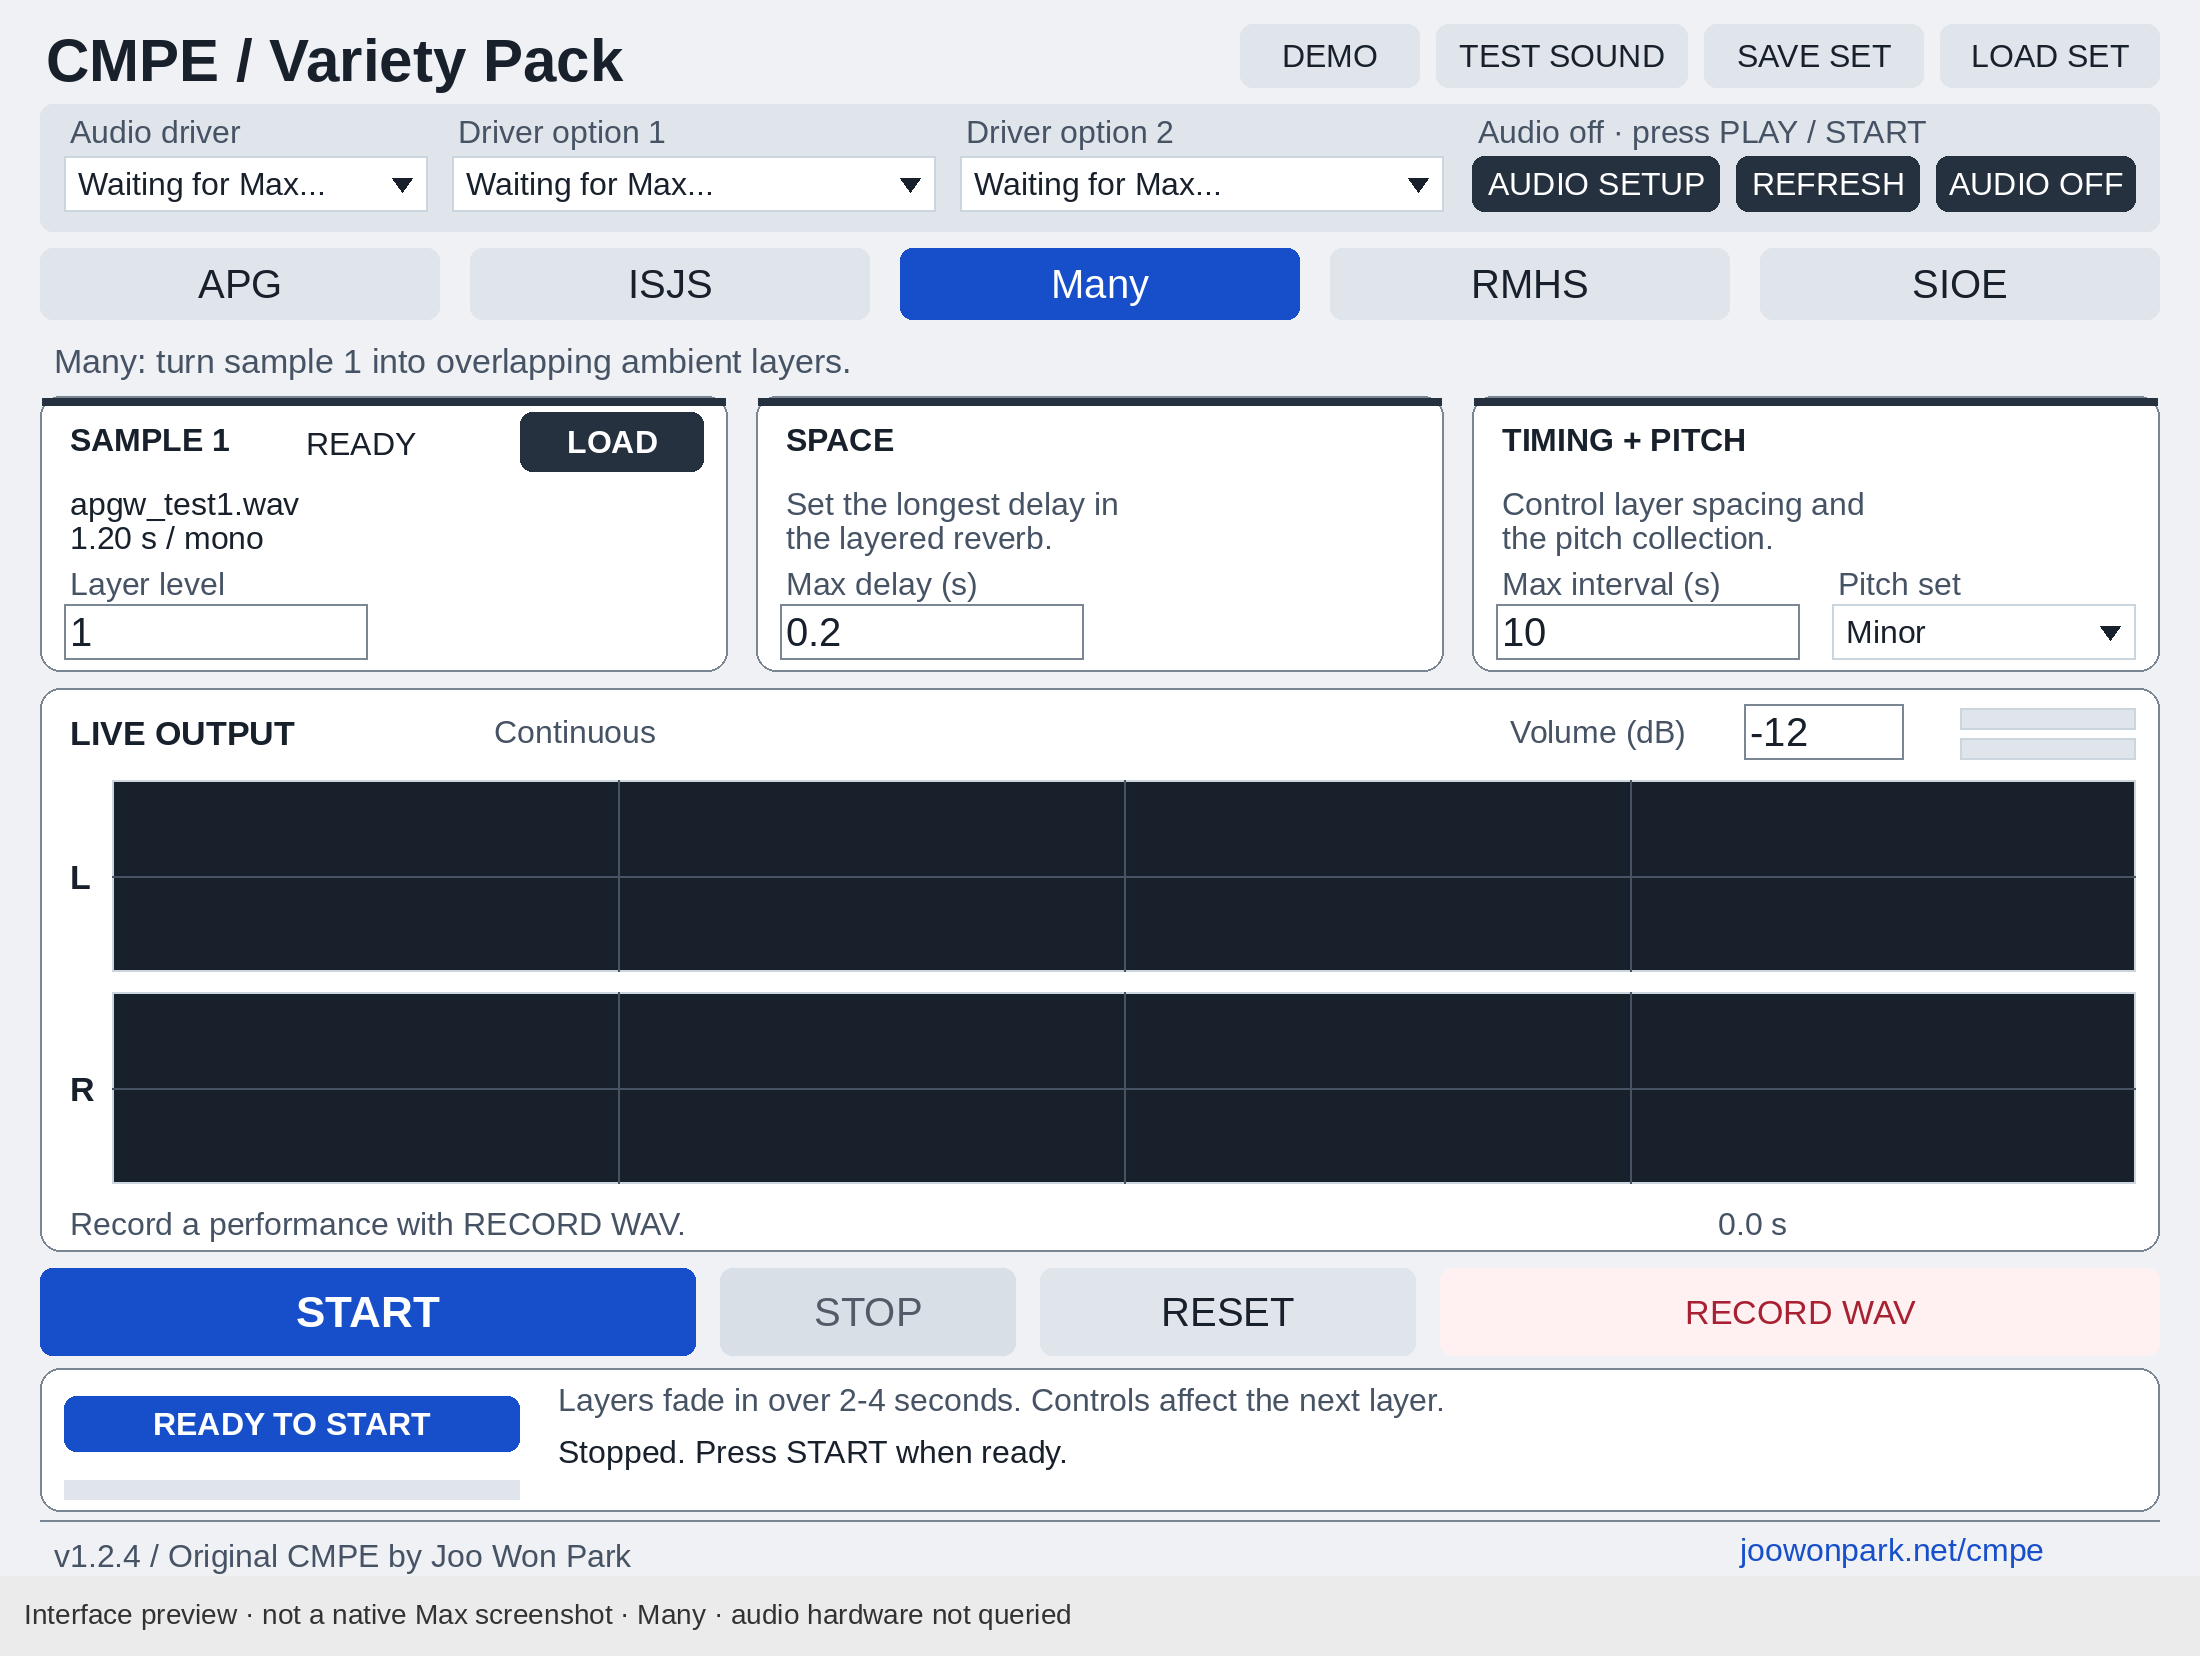 CMPE / Variety Pack
DEMO
TEST SOUND
SAVE SET
LOAD SET
Audio driver
Driver option 1
Driver option 2
Audio off · press PLAY / START
Waiting for Max...
Waiting for Max...
Waiting for Max...
AUDIO SETUP
REFRESH
AUDIO OFF
APG
ISJS
Many
RMHS
SIOE
Many: turn sample 1 into overlapping ambient layers.
SAMPLE 1
READY
LOAD
apgw_test1.wav
1.20 s / mono
Layer level
1
SPACE
Set the longest delay in
the layered reverb.
Max delay (s)
0.2
TIMING + PITCH
Control layer spacing and
the pitch collection.
Max interval (s)
Pitch set
10
Minor
LIVE OUTPUT
Continuous
Volume (dB)
-12
L
R
Record a performance with RECORD WAV.
0.0 s
START
STOP
RESET
RECORD WAV
READY TO START
Layers fade in over 2-4 seconds. Controls affect the next layer.
Stopped. Press START when ready.
v1.2.4 / Original CMPE by Joo Won Park
joowonpark.net/cmpe
Interface preview · not a native Max screenshot · Many · audio hardware not queried